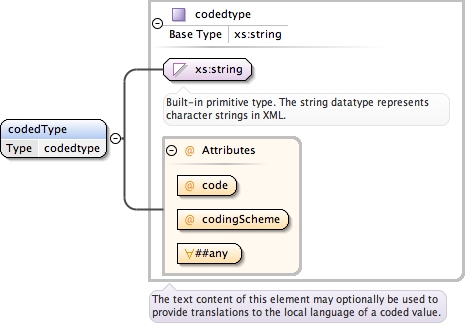 codedtype
Base Type xs:string
xs:string
Built-in primitive type. The string datatype represents
character strings in XML.
codedType
Type codedtype
@ Attributes
@ code
@ codingScheme
∀##any
The text content of this element may optionally be used to
provide translations to the local language of a coded value.